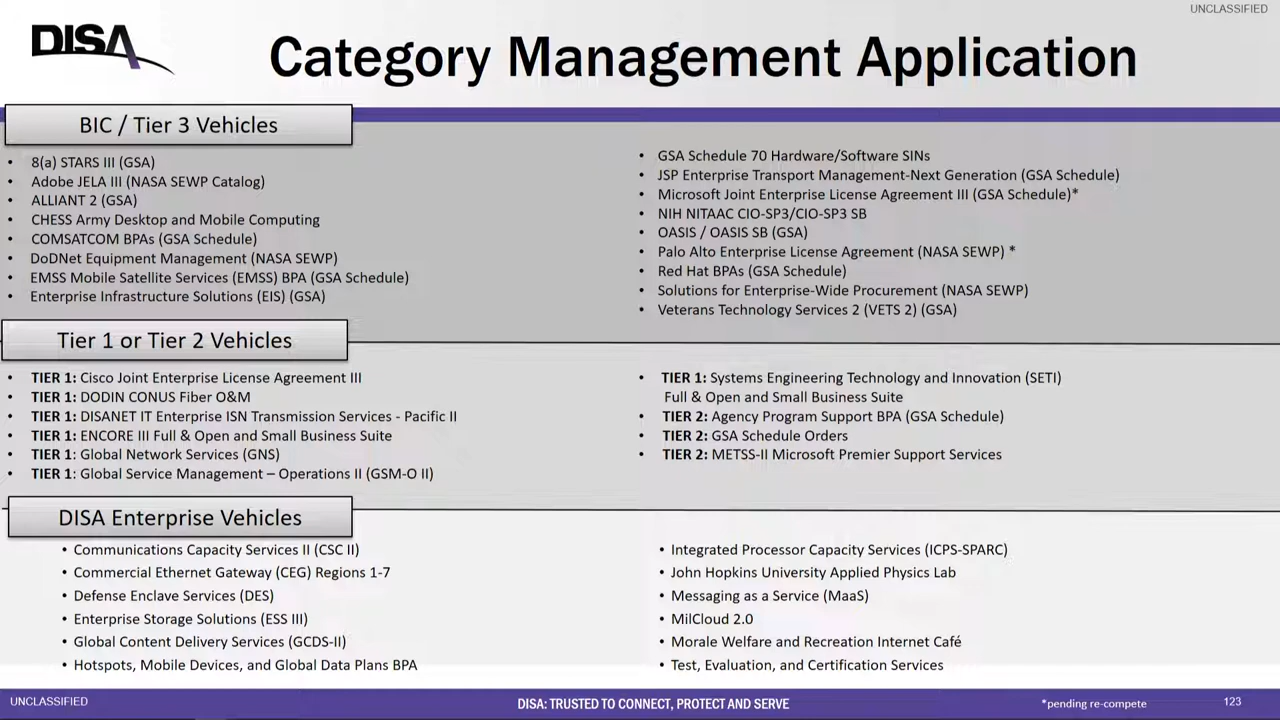 UNCLASSIFIED
DISA
Category Management Application
BIC / Tier 3 Vehicles
• 8(a) STARS III (GSA)
• Adobe JELA III (NASA SEWP Catalog)
• ALLIANT 2 (GSA)
• CHESS Army Desktop and Mobile Computing
• COMSATCOM BPAs (GSA Schedule)
• DoDNet Equipment Management (NASA SEWP)
• EMSS Mobile Satellite Services (EMSS) BPA (GSA Schedule)
• Enterprise Infrastructure Solutions (EIS) (GSA)
• GSA Schedule 70 Hardware/Software SINs
• JSP Enterprise Transport Management-Next Generation (GSA Schedule)
• Microsoft Joint Enterprise License Agreement III (GSA Schedule)*
• NIH NITAAC CIO-SP3/CIO-SP3 SB
• OASIS / OASIS SB (GSA)
• Palo Alto Enterprise License Agreement (NASA SEWP) *
• Red Hat BPAs (GSA Schedule)
• Solutions for Enterprise-Wide Procurement (NASA SEWP)
• Veterans Technology Services 2 (VETS 2) (GSA)
Tier 1 or Tier 2 Vehicles
• TIER 1: Cisco Joint Enterprise License Agreement III
• TIER 1: DODIN CONUS Fiber O&M
• TIER 1: DISANET IT Enterprise ISN Transmission Services - Pacific II
• TIER 1: ENCORE III Full & Open and Small Business Suite
• TIER 1: Global Network Services (GNS)
• TIER 1: Global Service Management – Operations II (GSM-O II)
• TIER 1: Systems Engineering Technology and Innovation (SETI)
Full & Open and Small Business Suite
• TIER 2: Agency Program Support BPA (GSA Schedule)
• TIER 2: GSA Schedule Orders
• TIER 2: METSS-II Microsoft Premier Support Services
DISA Enterprise Vehicles
• Communications Capacity Services II (CSC II)
• Commercial Ethernet Gateway (CEG) Regions 1-7
• Defense Enclave Services (DES)
• Enterprise Storage Solutions (ESS III)
• Global Content Delivery Services (GCDS-II)
• Hotspots, Mobile Devices, and Global Data Plans BPA
• Integrated Processor Capacity Services (ICPS-SPARC)
• John Hopkins University Applied Physics Lab
• Messaging as a Service (MaaS)
• MilCloud 2.0
• Morale Welfare and Recreation Internet Café
• Test, Evaluation, and Certification Services
UNCLASSIFIED
DISA: TRUSTED TO CONNECT, PROTECT AND SERVE
*pending re-compete
123